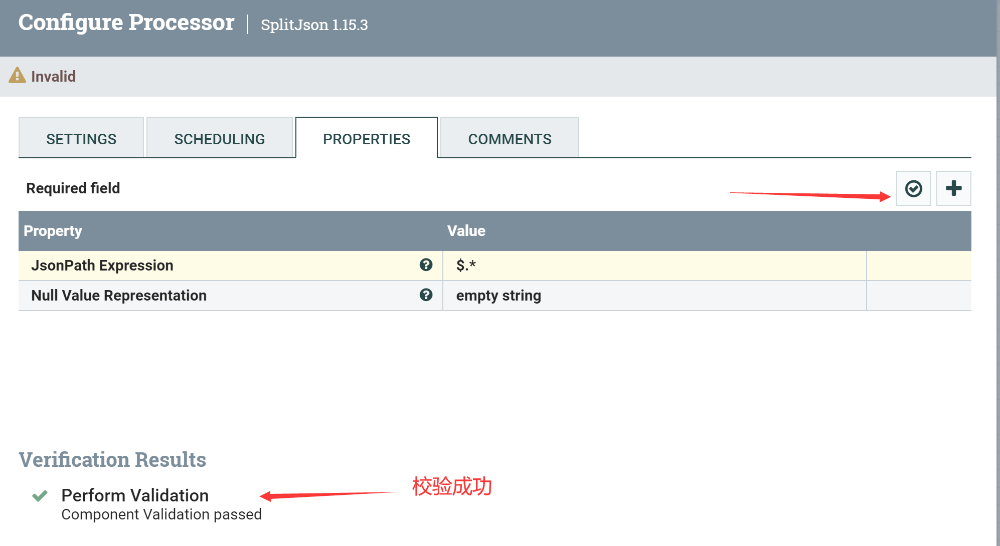 Configure Processor | SplitJson 1.15.3
Invalid
SETTINGS SCHEDULING PROPERTIES COMMENTS
Required field
Property Value
JsonPath Expression $.*
Null Value Representation empty string
Verification Results
校验成功
Perform Validation
Component Validation passed